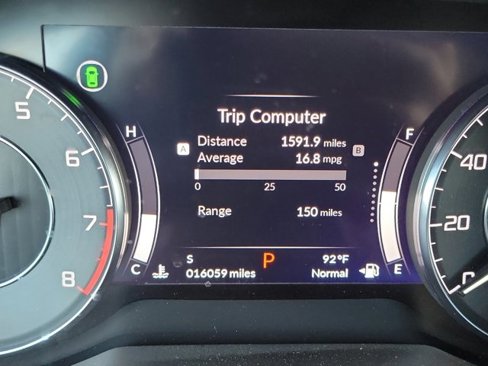 Trip Computer
H F
A Distance 1591.9 miles B
Average 16.8 mpg
0 25 50
Range 150 miles
C E
S P 92°F
016059 miles Normal
5
6
7
8
40
20
0